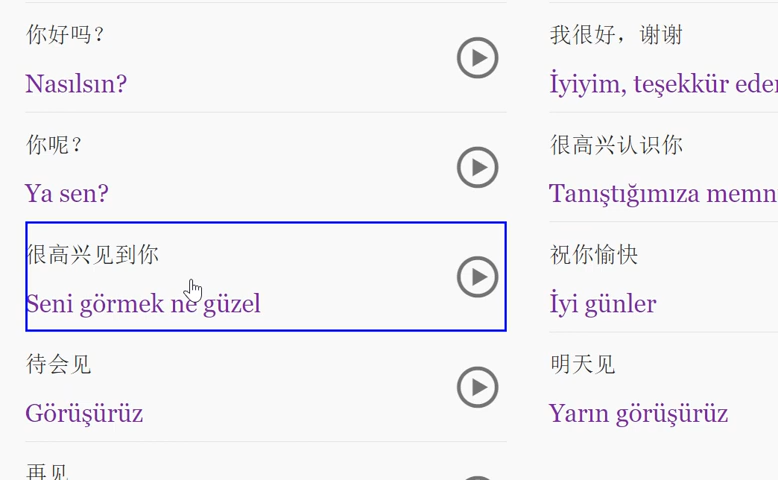 你好吗？
Nasılsın?
你呢？
Ya sen?
很高兴见到你
Seni görmek ne güzel
待会见
Görüşürüz
再见
我很好，谢谢
İyiyim, teşekkür eder
很高兴认识你
Tanıştığımıza memn
祝你愉快
İyi günler
明天见
Yarın görüşürüz